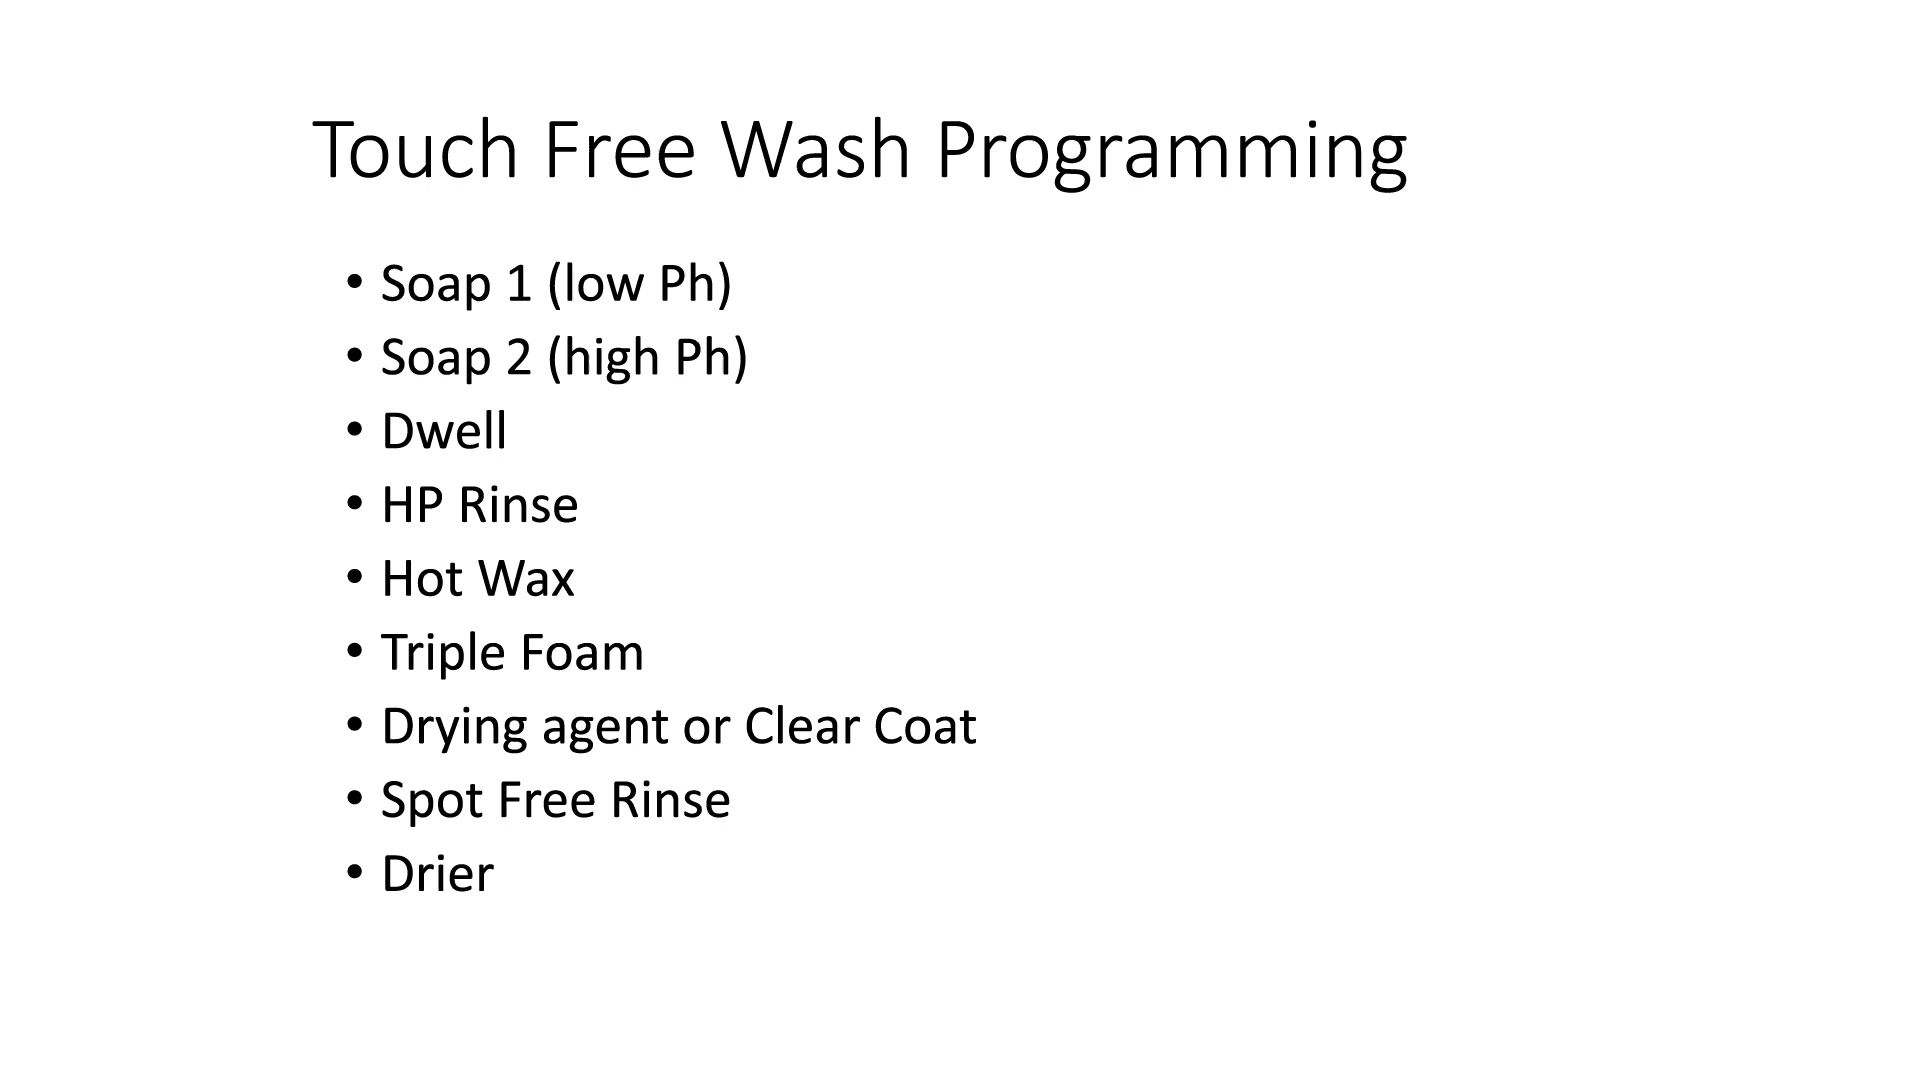 Touch Free Wash Programming
• Soap 1 (low Ph)
• Soap 2 (high Ph)
• Dwell
• HP Rinse
• Hot Wax
• Triple Foam
• Drying agent or Clear Coat
• Spot Free Rinse
• Drier